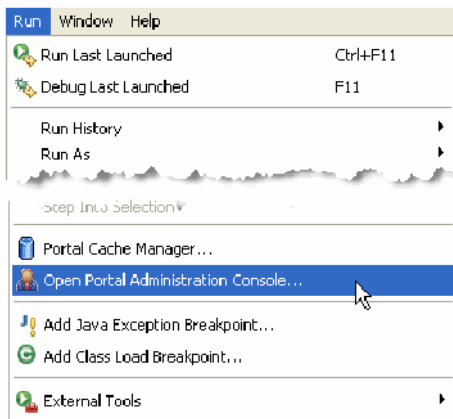 Run Window Help
Run Last Launched Ctrl+F11
Debug Last Launched F11
Run History
Run As
Step Into Selection
Portal Cache Manager...
Open Portal Administration Console...
Add Java Exception Breakpoint...
Add Class Load Breakpoint...
External Tools